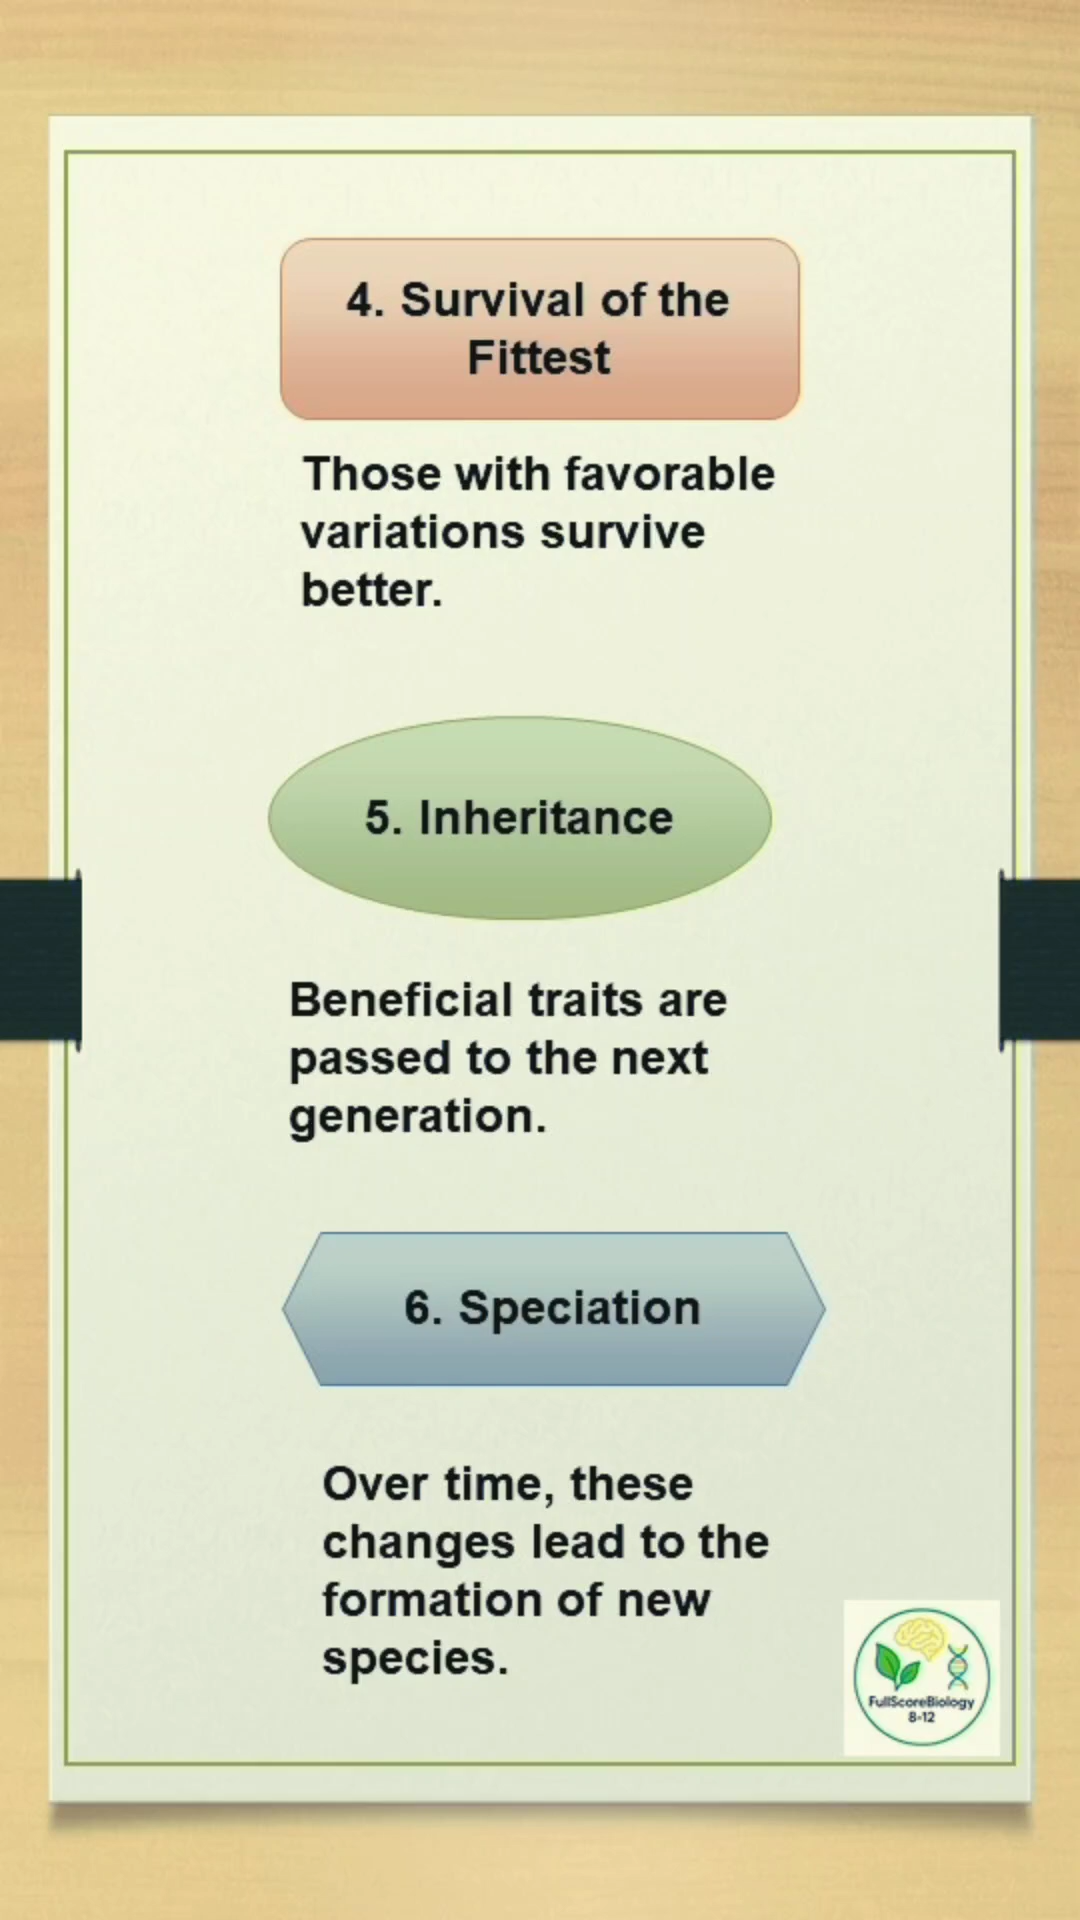 4. Survival of the
Fittest
Those with favorable
variations survive
better.
5. Inheritance
Beneficial traits are
passed to the next
generation.
6. Speciation
Over time, these
changes lead to the
formation of new
species.
FullScoreBiology
8-12